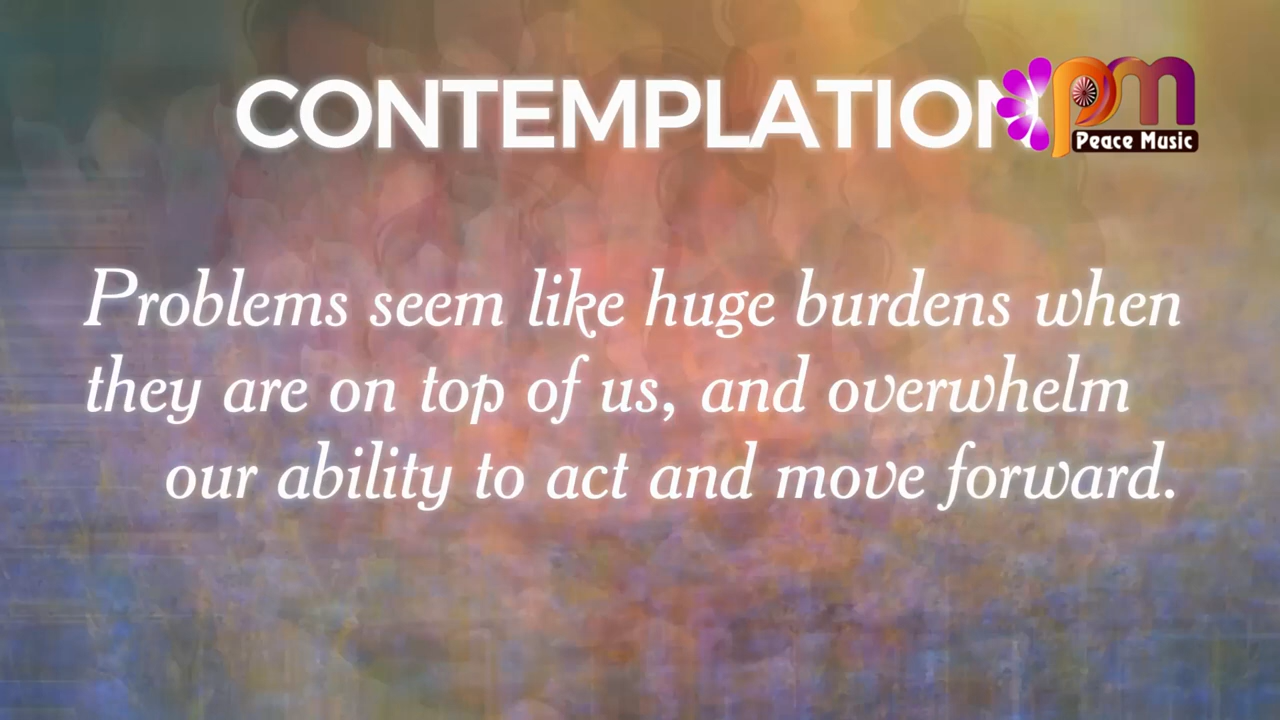 CONTEMPLATION
pm
Peace Music
Problems seem like huge burdens when
they are on top of us, and overwhelm
our ability to act and move forward.